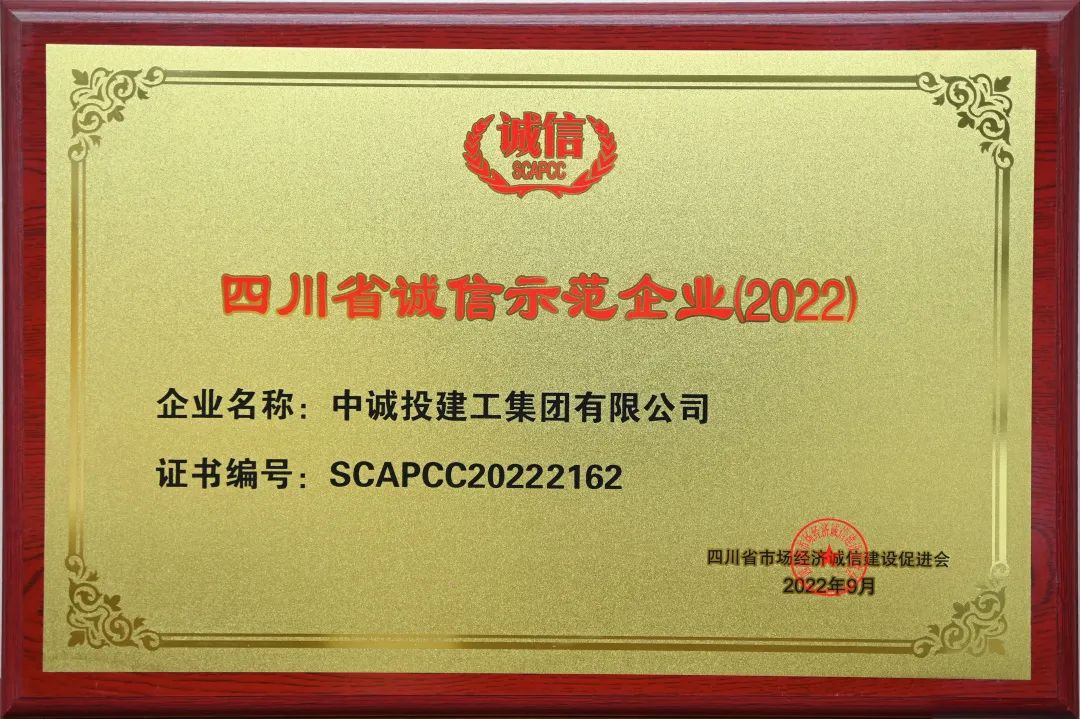 诚信
SCAPCC
四川省诚信示范企业(2022)
企业名称：中诚投建工集团有限公司
证书编号：SCAPCC20222162
四川省市场经济诚信建设促进会
2022年9月